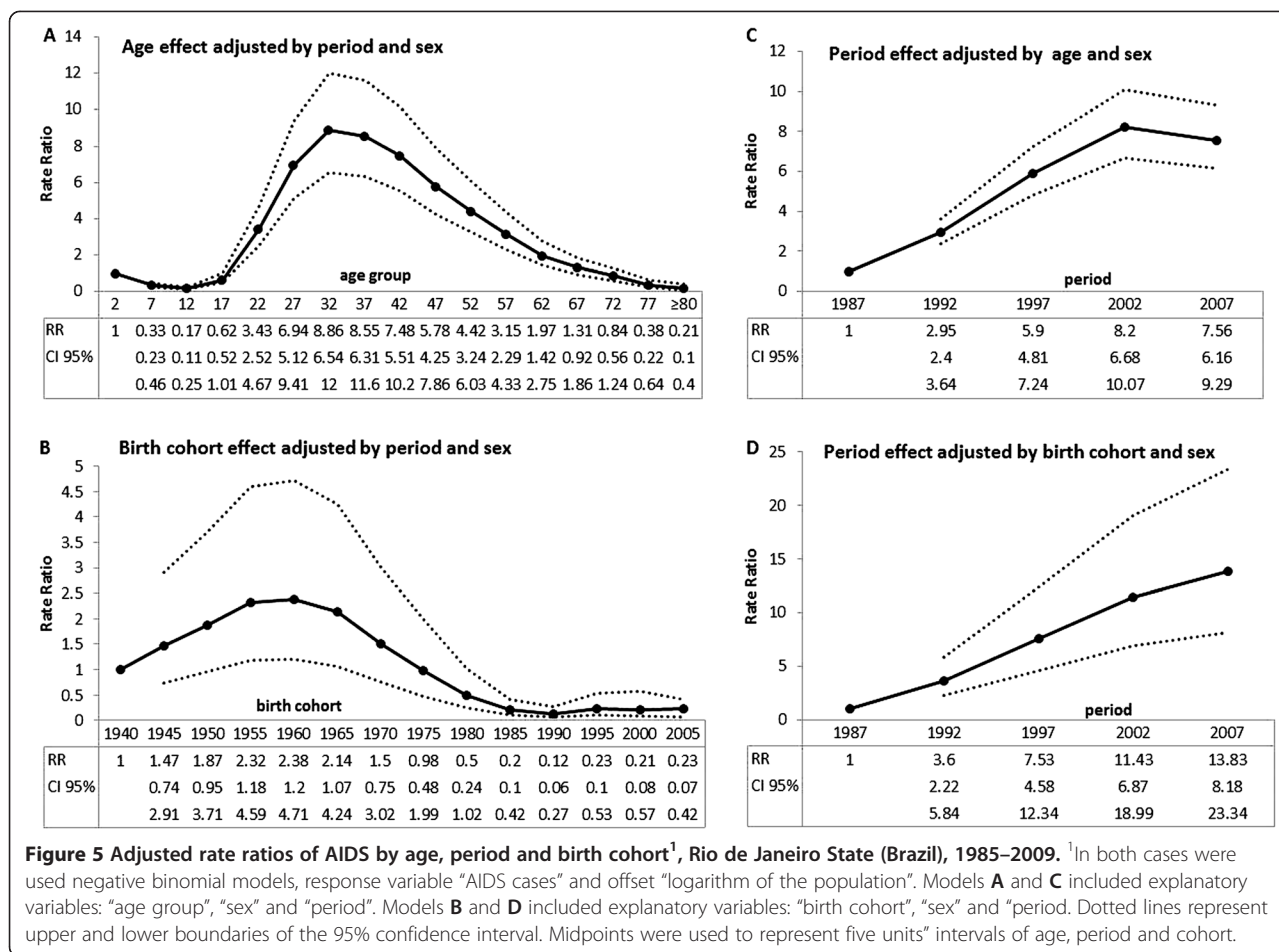 A
Age effect adjusted by period and sex
14
12
10
8
6
4
2
0
Rate Ratio
age group
2 7 12 17 22 27 32 37 42 47 52 57 62 67 72 77 ≥80
RR 1 0.33 0.17 0.62 3.43 6.94 8.86 8.55 7.48 5.78 4.42 3.15 1.97 1.31 0.84 0.38 0.21
CI 95% 0.23 0.11 0.52 2.52 5.12 6.54 6.31 5.51 4.25 3.24 2.29 1.42 0.92 0.56 0.22 0.1
0.46 0.25 1.01 4.67 9.41 12 11.6 10.2 7.86 6.03 4.33 2.75 1.86 1.24 0.64 0.4
C
Period effect adjusted by age and sex
12
10
8
6
4
2
0
Rate Ratio
period
1987 1992 1997 2002 2007
RR 1 2.95 5.9 8.2 7.56
CI 95% 2.4 4.81 6.68 6.16
3.64 7.24 10.07 9.29
B
Birth cohort effect adjusted by period and sex
5
4.5
4
3.5
3
2.5
2
1.5
1
0.5
0
Rate Ratio
birth cohort
1940 1945 1950 1955 1960 1965 1970 1975 1980 1985 1990 1995 2000 2005
RR 1 1.47 1.87 2.32 2.38 2.14 1.5 0.98 0.5 0.2 0.12 0.23 0.21 0.23
CI 95% 0.74 0.95 1.18 1.2 1.07 0.75 0.48 0.24 0.1 0.06 0.1 0.08 0.07
2.91 3.71 4.59 4.71 4.24 3.02 1.99 1.02 0.42 0.27 0.53 0.57 0.42
D
Period effect adjusted by birth cohort and sex
25
20
15
10
5
0
Rate Ratio
period
1987 1992 1997 2002 2007
RR 1 3.6 7.53 11.43 13.83
CI 95% 2.22 4.58 6.87 8.18
5.84 12.34 18.99 23.34
Figure 5 Adjusted rate ratios of AIDS by age, period and birth cohort¹, Rio de Janeiro State (Brazil), 1985–2009. ¹In both cases were
used negative binomial models, response variable "AIDS cases" and offset "logarithm of the population". Models A and C included explanatory
variables: "age group", "sex" and "period". Models B and D included explanatory variables: "birth cohort", "sex" and "period. Dotted lines represent
upper and lower boundaries of the 95% confidence interval. Midpoints were used to represent five units" intervals of age, period and cohort.